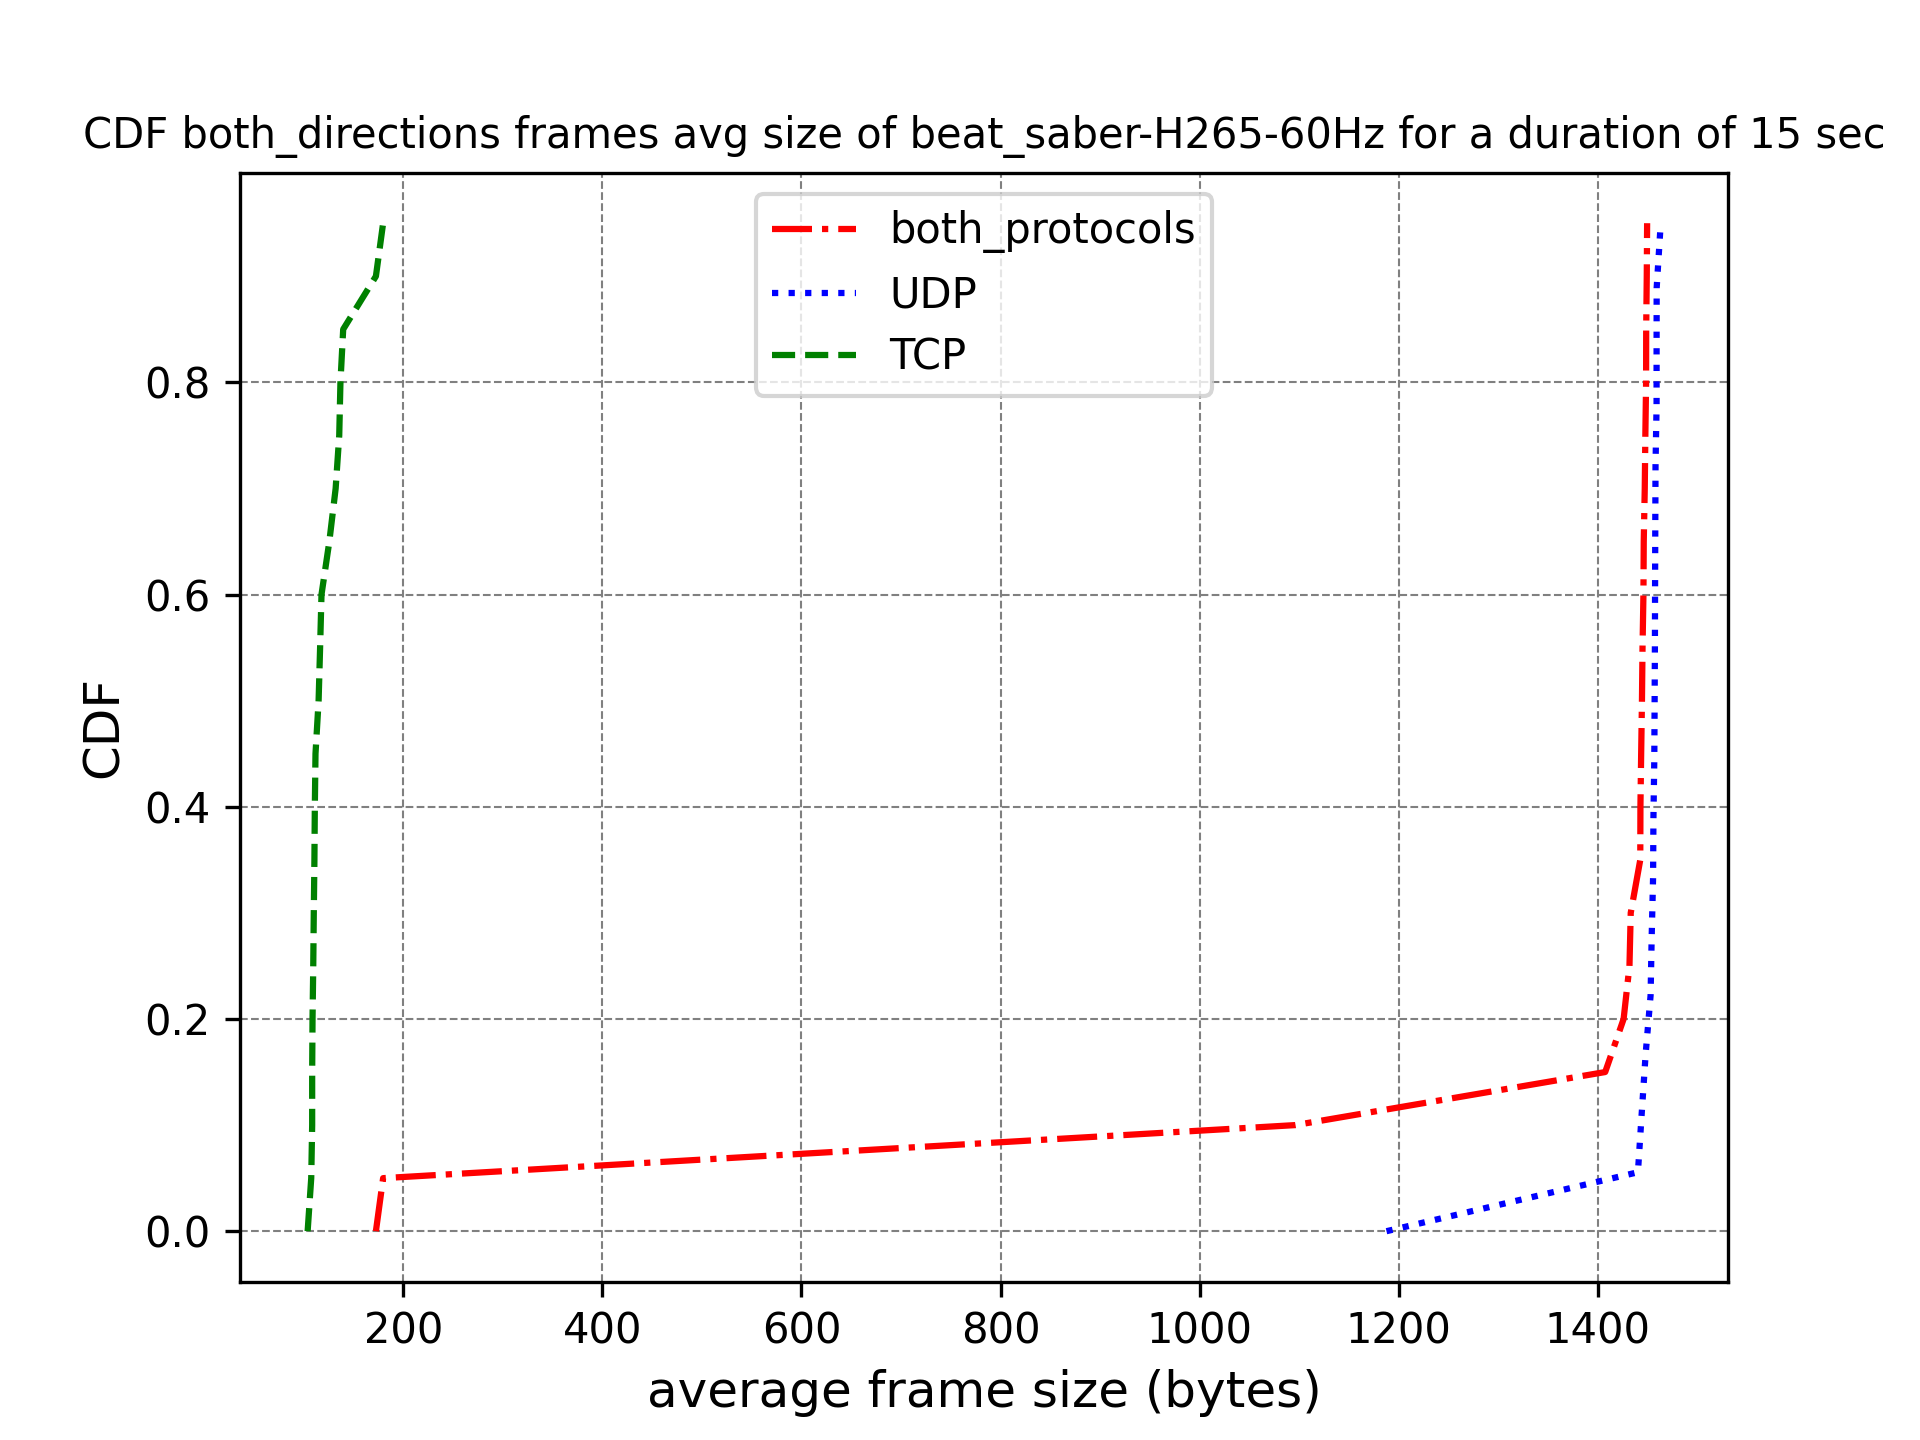 CDF both_directions frames avg size of beat_saber-H265-60Hz for a duration of 15 sec
both_protocols
UDP
TCP
CDF
0.8
0.6
0.4
0.2
0.0
200 400 600 800 1000 1200 1400
average frame size (bytes)